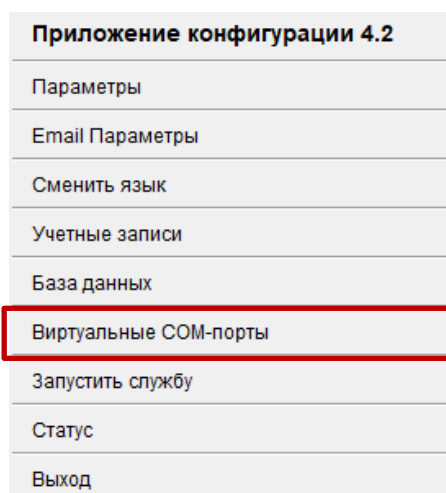 Приложение конфигурации 4.2
Параметры
Email Параметры
Сменить язык
Учетные записи
База данных
Виртуальные COM-порты
Запустить службу
Статус
Выход